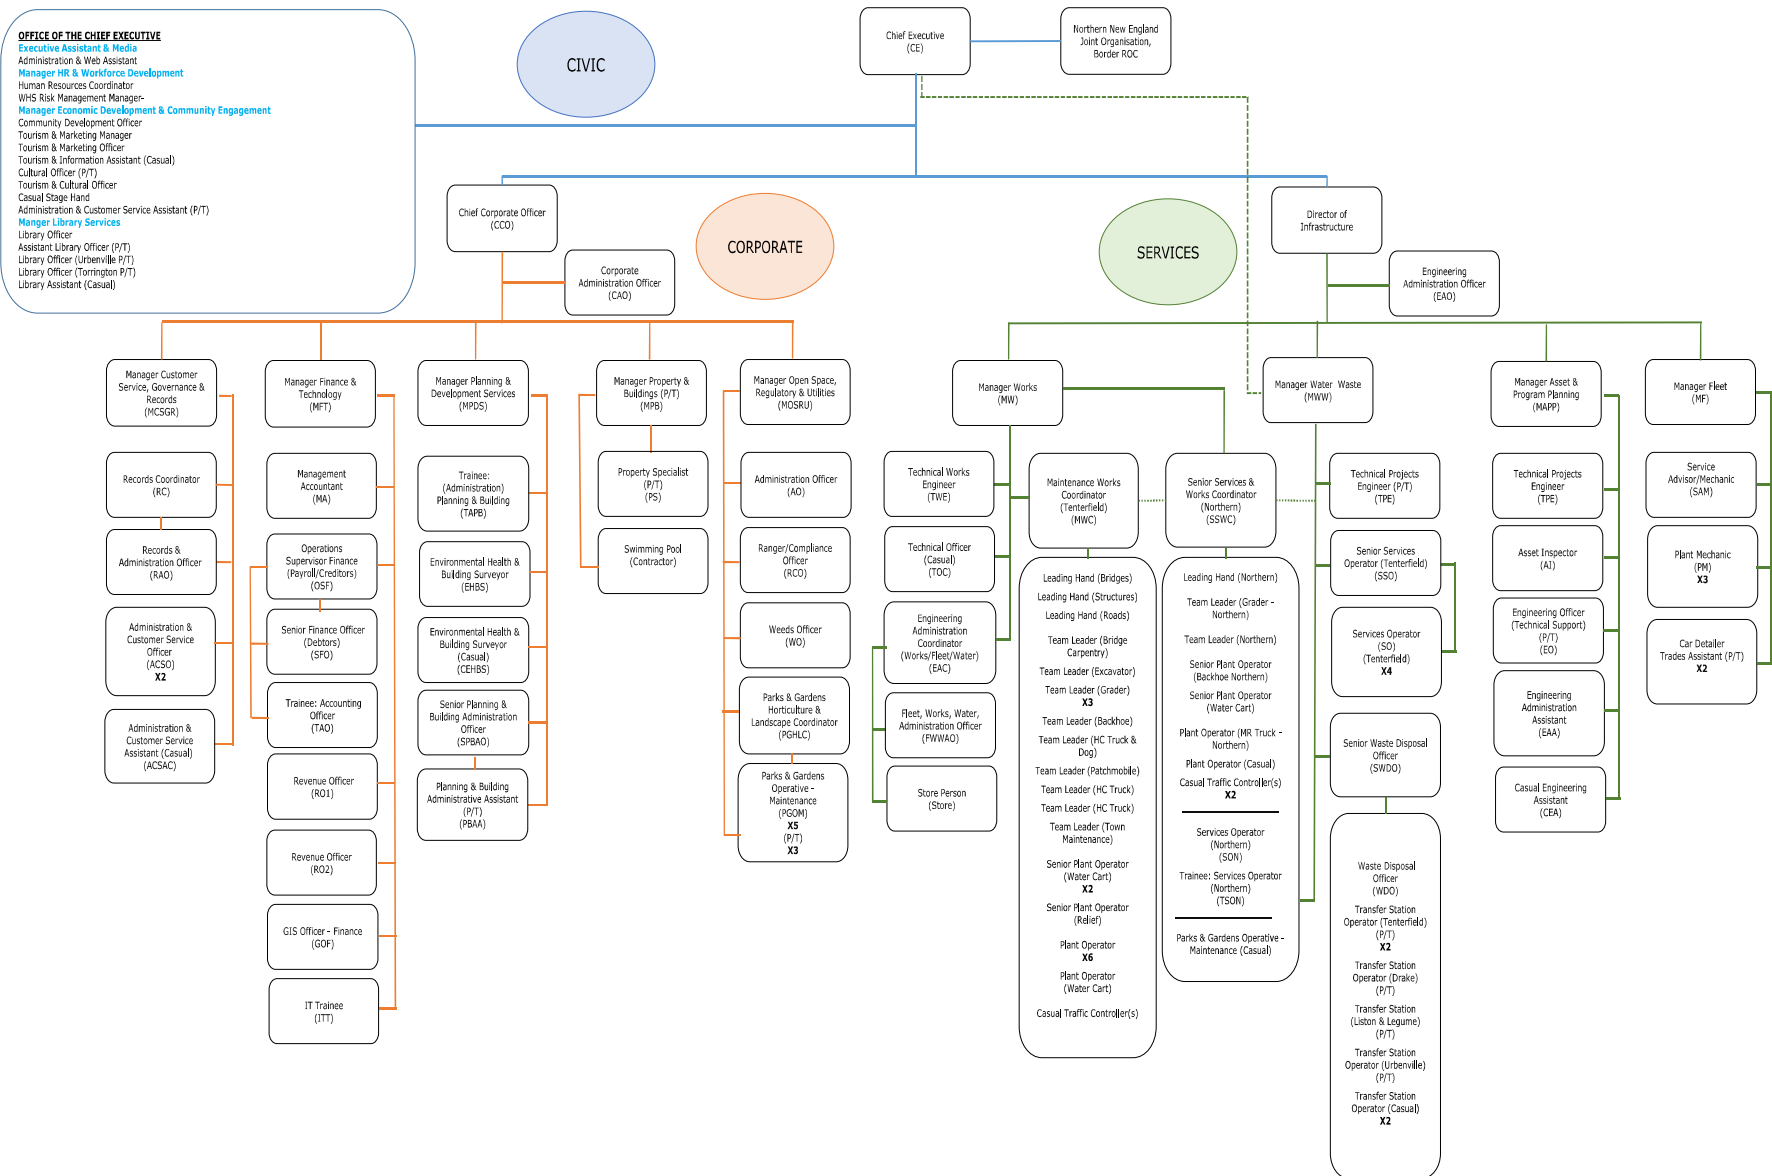 OFFICE OF THE CHIEF EXECUTIVE
Executive Assistant & Media
Administration & Web Assistant
Manager HR & Workforce Development
Human Resources Coordinator
WHS Risk Management Manager-
Manager Economic Development & Community Engagement
Community Development Officer
Tourism & Marketing Manager
Tourism & Marketing Officer
Tourism & Information Assistant (Casual)
Cultural Officer (P/T)
Tourism & Cultural Officer
Casual Stage Hand
Administration & Customer Service Assistant (P/T)
Manger Library Services
Library Officer
Assistant Library Officer (P/T)
Library Officer (Urbenville P/T)
Library Officer (Torrington P/T)
Library Assistant (Casual)
CIVIC
Chief Executive
(CE)
Northern New England
Joint Organisation,
Border ROC
Chief Corporate Officer
(CCO)
CORPORATE
SERVICES
Director of
Infrastructure
Corporate
Administration Officer
(CAO)
Engineering
Administration Officer
(EAO)
Manager Customer
Service, Governance &
Records
(MCSGR)
Records Coordinator
(RC)
Records &
Administration Officer
(RAO)
Administration &
Customer Service
Officer
(ACSO)
X2
Administration &
Customer Service
Assistant (Casual)
(ACSAC)
Manager Finance &
Technology
(MFT)
Management
Accountant
(MA)
Operations
Supervisor Finance
(Payroll/Creditors)
(OSF)
Senior Finance Officer
(Debtors)
(SFO)
Trainee: Accounting
Officer
(TAO)
Revenue Officer
(RO1)
Revenue Officer
(RO2)
GIS Officer - Finance
(GOF)
IT Trainee
(ITT)
Manager Planning &
Development Services
(MPDS)
Trainee:
(Administration)
Planning & Building
(TAPB)
Environmental Health &
Building Surveyor
(EHBS)
Environmental Health &
Building Surveyor
(Casual)
(CEHBS)
Senior Planning &
Building Administration
Officer
(SPBAO)
Planning & Building
Administrative Assistant
(P/T)
(PBAA)
Manager Property &
Buildings (P/T)
(MPB)
Property Specialist
(P/T)
(PS)
Swimming Pool
(Contractor)
Manager Open Space,
Regulatory & Utilities
(MOSRU)
Administration Officer
(AO)
Ranger/Compliance
Officer
(RCO)
Weeds Officer
(WO)
Parks & Gardens
Horticulture &
Landscape Coordinator
(PGHLC)
Parks & Gardens
Operative –
Maintenance
(PGOM)
X5
(P/T)
X3
Manager Works
(MW)
Technical Works
Engineer
(TWE)
Technical Officer
(Casual)
(TOC)
Engineering
Administration
Coordinator
(Works/Fleet/Water)
(EAC)
Fleet, Works, Water,
Administration Officer
(FWWAO)
Store Person
(Store)
Maintenance Works
Coordinator
(Tenterfield)
(MWC)
Leading Hand (Bridges)
Leading Hand (Structures)
Leading Hand (Roads)
Team Leader (Bridge
Carpentry)
Team Leader (Excavator)
Team Leader (Grader)
X3
Team Leader (Backhoe)
Team Leader (HC Truck &
Dog)
Team Leader (Patchmobile)
Team Leader (HC Truck)
Team Leader (HC Truck)
Team Leader (Town
Maintenance)
Senior Plant Operator
(Water Cart)
X2
Senior Plant Operator
(Relief)
Plant Operator
X6
Plant Operator
(Water Cart)
Casual Traffic Controller(s)
Senior Services &
Works Coordinator
(Northern)
(SSWC)
Leading Hand (Northern)
Team Leader (Grader –
Northern)
Team Leader (Northern)
Senior Plant Operator
(Backhoe Northern)
Senior Plant Operator
(Water Cart)
Plant Operator (MR Truck –
Northern)
Plant Operator (Casual)
Casual Traffic Controller(s)
X2
Services Operator
(Northern)
(SON)
Trainee: Services Operator
(Northern)
(TSON)
Parks & Gardens Operative –
Maintenance (Casual)
Manager Water Waste
(MWW)
Technical Projects
Engineer (P/T)
(TPE)
Senior Services
Operator (Tenterfield)
(SSO)
Services Operator
(SO)
(Tenterfield)
X4
Senior Waste Disposal
Officer
(SWDO)
Waste Disposal
Officer
(WDO)
Transfer Station
Operator (Tenterfield)
(P/T)
X2
Transfer Station
Operator (Drake)
(P/T)
Transfer Station
(Liston & Legume)
(P/T)
Transfer Station
Operator (Urbenville)
(P/T)
Transfer Station
Operator (Casual)
X2
Manager Asset &
Program Planning
(MAPP)
Technical Projects
Engineer
(TPE)
Asset Inspector
(AI)
Engineering Officer
(Technical Support)
(P/T)
(EO)
Engineering
Administration
Assistant
(EAA)
Casual Engineering
Assistant
(CEA)
Manager Fleet
(MF)
Service
Advisor/Mechanic
(SAM)
Plant Mechanic
(PM)
X3
Car Detailer
Trades Assistant (P/T)
X2